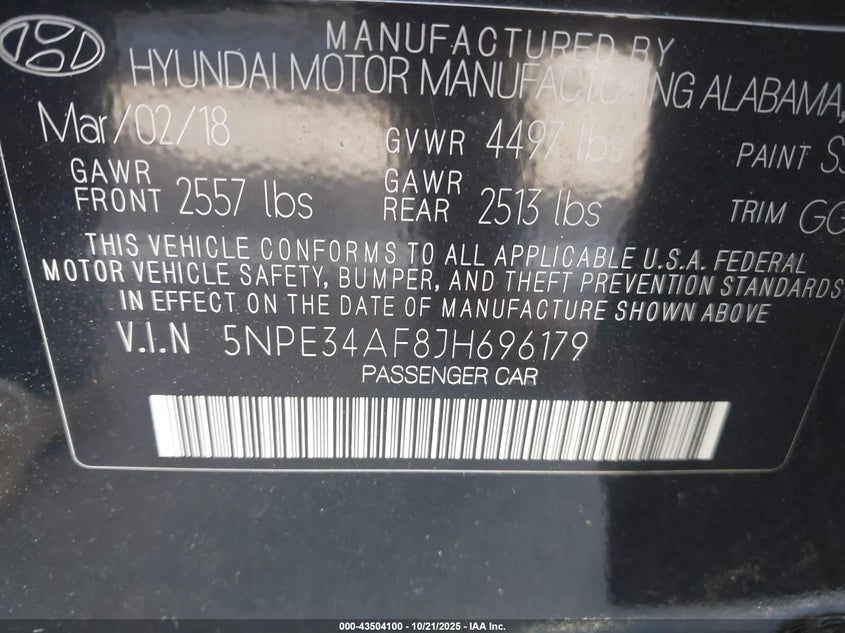 MANUFACTURED BY
HYUNDAI MOTOR MANUFACTURING ALABAMA,
Mar/02/18 GVWR 4497 lbs PAINT
GAWR FRONT 2557 lbs GAWR REAR 2513 lbs TRIM
THIS VEHICLE CONFORMS TO ALL APPLICABLE U.S.A. FEDERAL
MOTOR VEHICLE SAFETY, BUMPER, AND THEFT PREVENTION STANDARDS
IN EFFECT ON THE DATE OF MANUFACTURE SHOWN ABOVE
V.I.N 5NPE34AF8JH696179
PASSENGER CAR
000-43504100 - 10/21/2025 - IAA Inc.